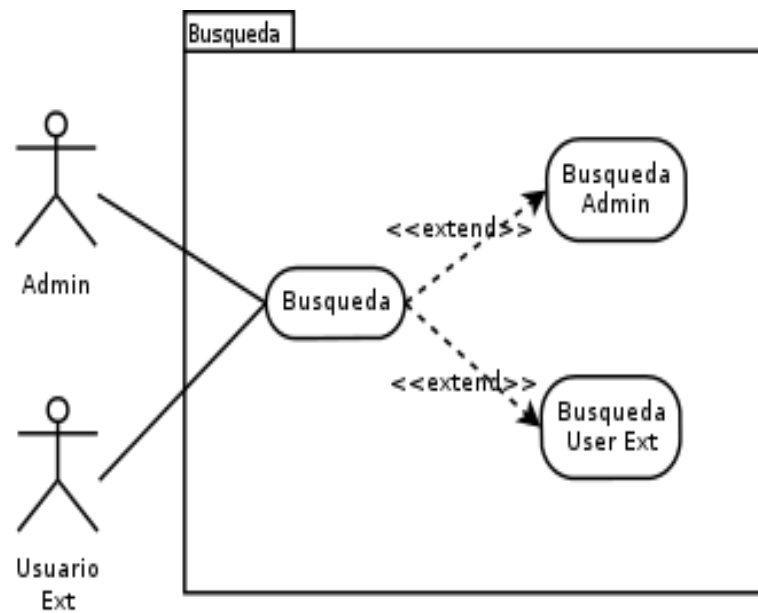 Busqueda
Admin
Busqueda
Busqueda
Admin
<<extend>>
<<extend>>
Busqueda
User Ext
Usuario
Ext